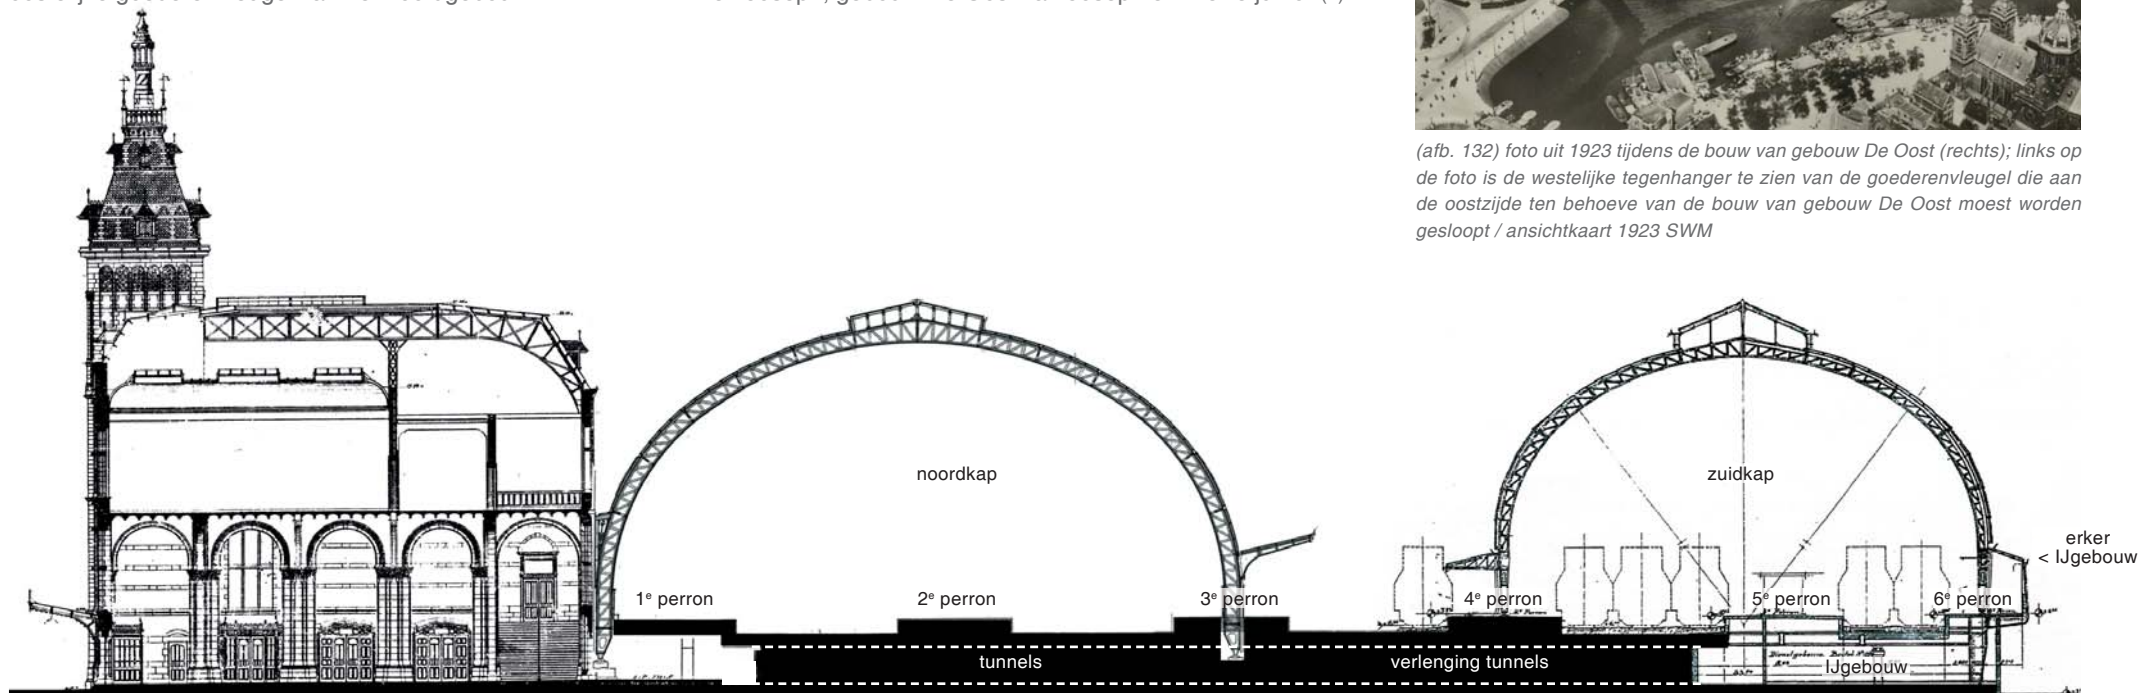 (afb. 132) foto uit 1923 tijdens de bouw van gebouw De Oost (rechts); links op
de foto is de westelijke tegenhanger te zien van de goederenvleugel die aan
de oostzijde ten behoeve van de bouw van gebouw De Oost moest worden
gesloopt / ansichtkaart 1923 SWM
noordkap
zuidkap
erker
< IJgebouw
1e perron
2e perron
3e perron
4e perron
5e perron
6e perron
tunnels
verlenging tunnels
IJgebouw